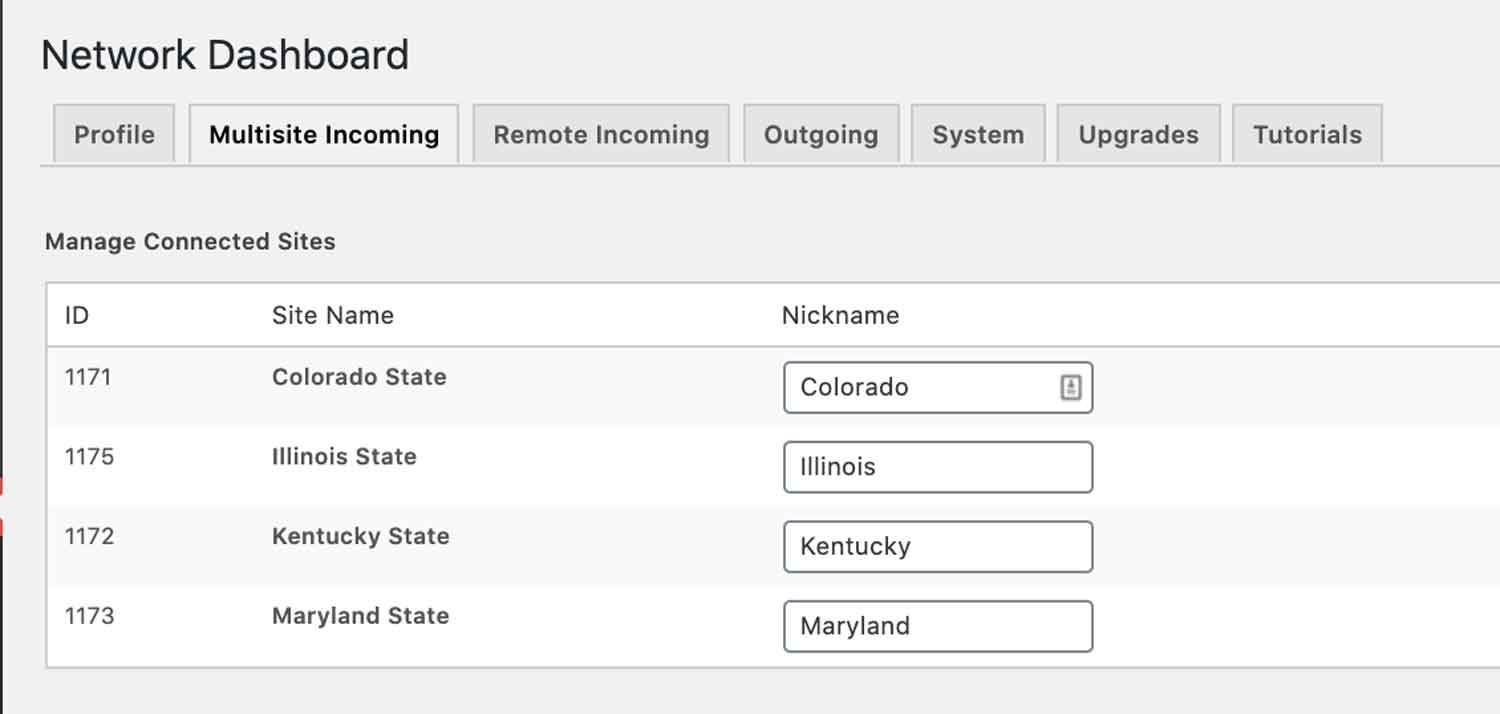 Network Dashboard
Profile Multisite Incoming Remote Incoming Outgoing System Upgrades Tutorials
Manage Connected Sites
ID Site Name Nickname
1171 Colorado State Colorado
1175 Illinois State Illinois
1172 Kentucky State Kentucky
1173 Maryland State Maryland